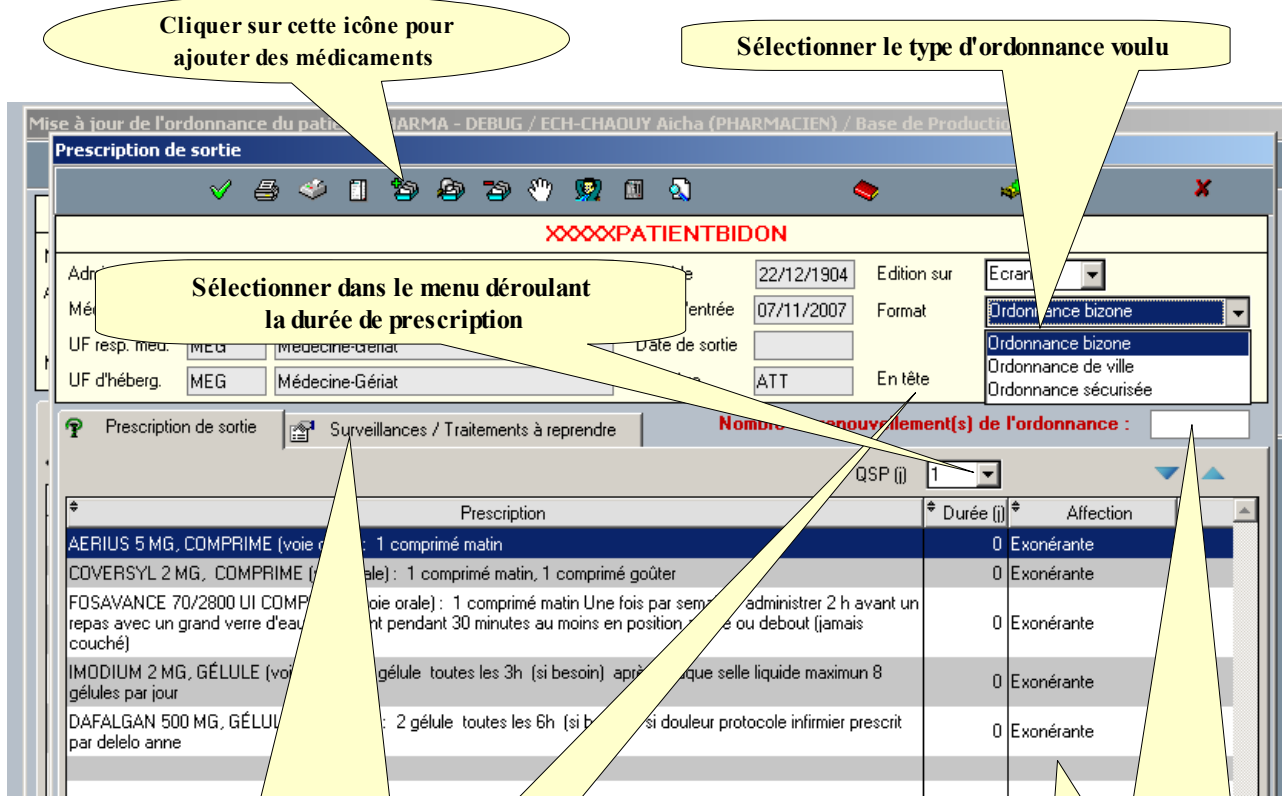 Cliquer sur cette icône pour
ajouter des médicaments
Sélectionner le type d'ordonnance voulu
Mise à jour de l'ordonnance du pati HARMA - DEBUG / ECH-CHAOUY Aicha (PHARMACIEN) / Base de Productio
Prescription de sortie
XXXXXPATIENTBIDON
Sélectionner dans le menu déroulant
la durée de prescription
22/12/1904 Edition sur Ecran
Mé d'entrée 07/11/2007 Format Ordonnance bizone
UF resp. méd. MEG Médecine-Gériat Date de sortie
Ordonnance bizone
Ordonnance de ville
Ordonnance sécurisée
UF d'héberg. MEG Médecine-Gériat ATT En tête
Prescription de sortie Surveillances / Traitements à reprendre Nombre renouvellement(s) de l'ordonnance :
QSP (j) 1
Prescription Durée (j) Affection
AERIUS 5 MG, COMPRIME (voie : 1 comprimé matin 0 Exonérante
COVERSYL 2 MG, COMPRIME ( ale) : 1 comprimé matin, 1 comprimé goûter 0 Exonérante
FOSAVANCE 70/2800 UI COMP oie orale) : 1 comprimé matin Une fois par sem administrer 2 h avant un
repas avec un grand verre d'eau nt pendant 30 minutes au moins en position ou debout (jamais
couché) 0 Exonérante
IMODIUM 2 MG, GÉLULE (voi gélule toutes les 3h (si besoin) apr que selle liquide maximun 8
gélules par jour 0 Exonérante
DAFALGAN 500 MG, GÉLUL : 2 gélule toutes les 6h (si b si douleur protocole infirmier prescrit
par delelo anne 0 Exonérante